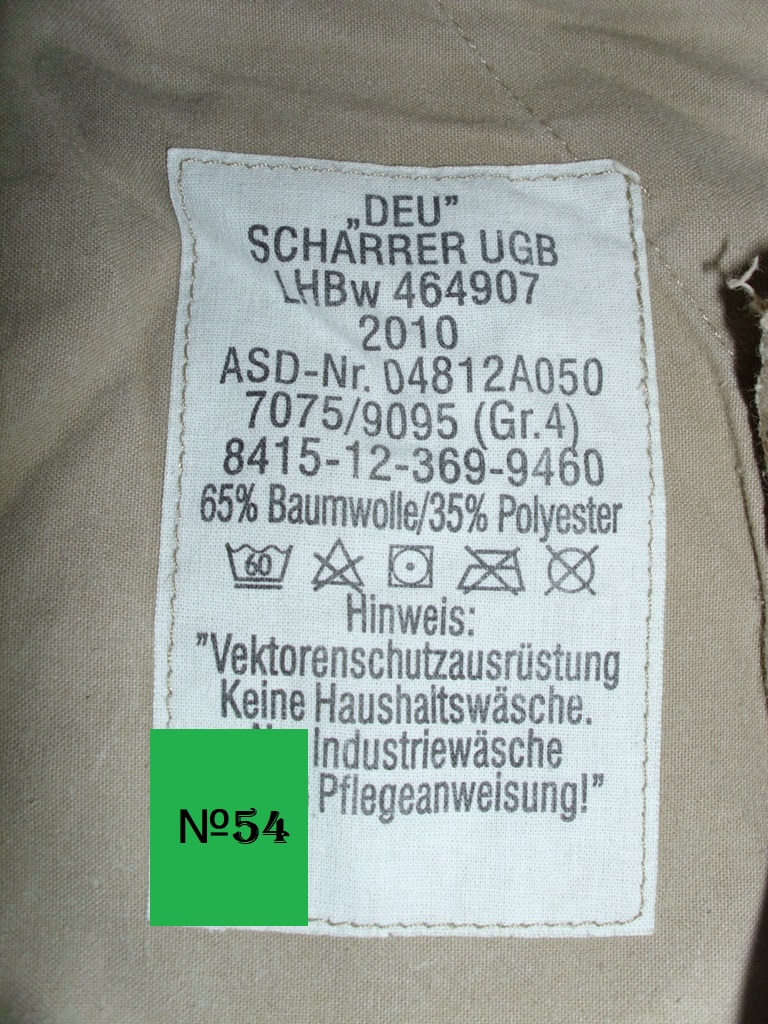 „DEU”
SCHARRER UGB
LHBw 464907
2010
ASD-Nr. 04812A050
7075/9095 (Gr.4)
8415-12-369-9460
65% Baumwolle/35% Polyester
60
Hinweis:
"Vektorenschutzausrüstung
Keine Haushaltswäsche.
Industriewäsche
Pflegeanweisung!"
№54